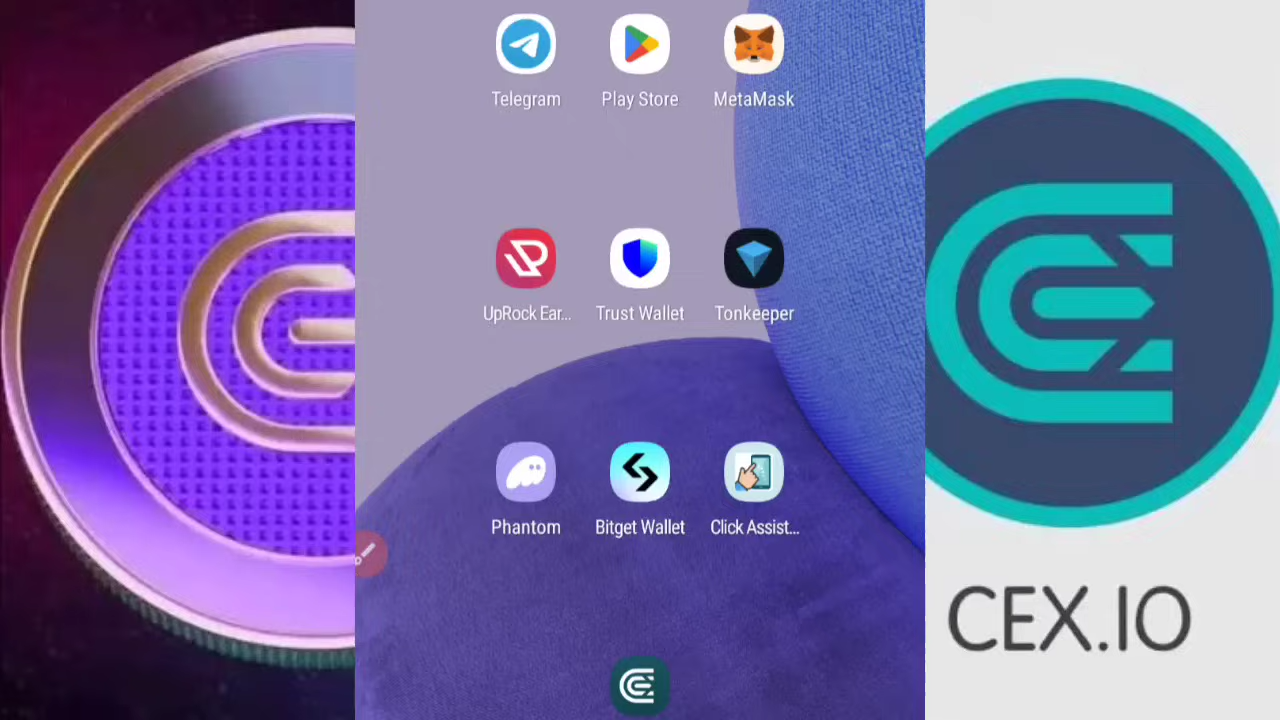 Telegram
Play Store
MetaMask
UpRock Ear...
Trust Wallet
Tonkeeper
Phantom
Bitget Wallet
Click Assist...
CEX.IO